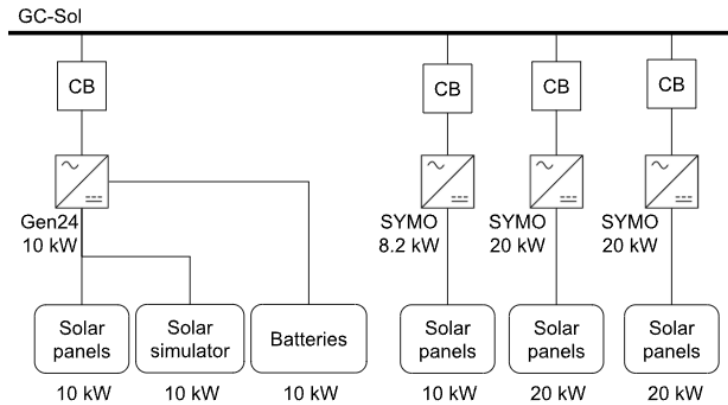 GC-Sol
CB
CB
CB
CB
Gen24
10 kW
SYMO
8.2 kW
SYMO
20 kW
SYMO
20 kW
Solar
panels
Solar
simulator
Batteries
Solar
panels
Solar
panels
Solar
panels
10 kW
10 kW
10 kW
10 kW
20 kW
20 kW